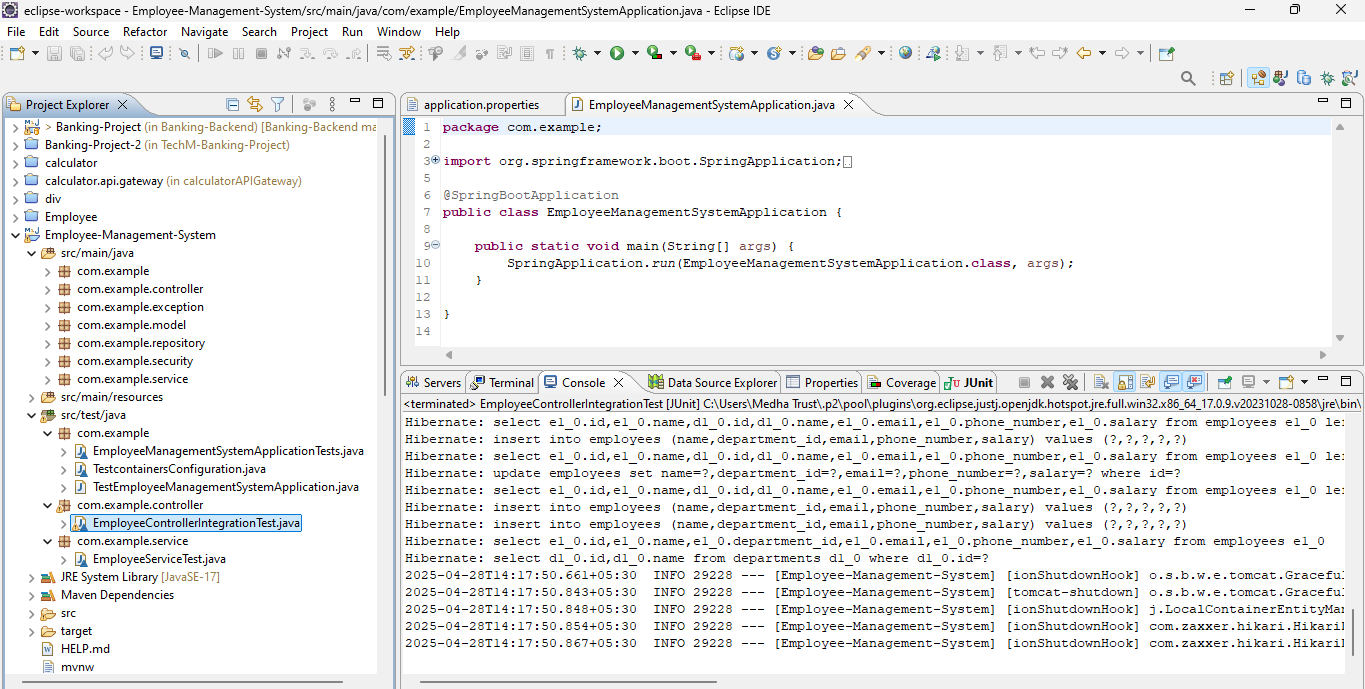 eclipse-workspace - Employee-Management-System/src/main/java/com/example/EmployeeManagementSystemApplication.java - Eclipse IDE
File Edit Source Refactor Navigate Search Project Run Window Help
Project Explorer
> Banking-Project (in Banking-Backend) [Banking-Backend ma
Banking-Project-2 (in TechM-Banking-Project)
calculator
calculator.api.gateway (in calculatorAPIGateway)
div
Employee
Employee-Management-System
src/main/java
com.example
com.example.controller
com.example.exception
com.example.model
com.example.repository
com.example.security
com.example.service
src/main/resources
src/test/java
com.example
EmployeeManagementSystemApplicationTests.java
TestcontainersConfiguration.java
TestEmployeeManagementSystemApplication.java
com.example.controller
EmployeeControllerIntegrationTest.java
com.example.service
EmployeeServiceTest.java
JRE System Library [JavaSE-17]
Maven Dependencies
src
target
HELP.md
mvnw
application.properties EmployeeManagementSystemApplication.java
1 package com.example;
2
3 import org.springframework.boot.SpringApplication;
5
6 @SpringBootApplication
7 public class EmployeeManagementSystemApplication {
8
9 public static void main(String[] args) {
10 SpringApplication.run(EmployeeManagementSystemApplication.class, args);
11 }
12
13 }
14
Servers Terminal Console Data Source Explorer Properties Coverage JUnit
<terminated> EmployeeControllerIntegrationTest [JUnit] C:\Users\Medha Trust\.p2\pool\plugins\org.eclipse.justj.openjdk.hotspot.jre.full.win32.x86_64_17.0.9.v20231028-0858\jre\bin\
Hibernate: select e1_0.id,e1_0.name,d1_0.id,d1_0.name,e1_0.email,e1_0.phone_number,e1_0.salary from employees e1_0 le
Hibernate: insert into employees (name,department_id,email,phone_number,salary) values (?,?,?,?,?)
Hibernate: select e1_0.id,e1_0.name,d1_0.id,d1_0.name,e1_0.email,e1_0.phone_number,e1_0.salary from employees e1_0 le
Hibernate: update employees set name=?,department_id=?,email=?,phone_number=?,salary=? where id=?
Hibernate: select e1_0.id,e1_0.name,d1_0.id,d1_0.name,e1_0.email,e1_0.phone_number,e1_0.salary from employees e1_0 le
Hibernate: insert into employees (name,department_id,email,phone_number,salary) values (?,?,?,?,?)
Hibernate: insert into employees (name,department_id,email,phone_number,salary) values (?,?,?,?,?)
Hibernate: select e1_0.id,e1_0.name,e1_0.department_id,e1_0.email,e1_0.phone_number,e1_0.salary from employees e1_0
Hibernate: select d1_0.id,d1_0.name from departments d1_0 where d1_0.id=?
2025-04-28T14:17:50.661+05:30 INFO 29228 --- [Employee-Management-System] [ionShutdownHook] o.s.b.w.e.tomcat.Graceful
2025-04-28T14:17:50.843+05:30 INFO 29228 --- [Employee-Management-System] [tomcat-shutdown] o.s.b.w.e.tomcat.Graceful
2025-04-28T14:17:50.848+05:30 INFO 29228 --- [Employee-Management-System] [ionShutdownHook] j.LocalContainerEntityMa
2025-04-28T14:17:50.854+05:30 INFO 29228 --- [Employee-Management-System] [ionShutdownHook] com.zaxxer.hikari.Hikari
2025-04-28T14:17:50.867+05:30 INFO 29228 --- [Employee-Management-System] [ionShutdownHook] com.zaxxer.hikari.Hikari